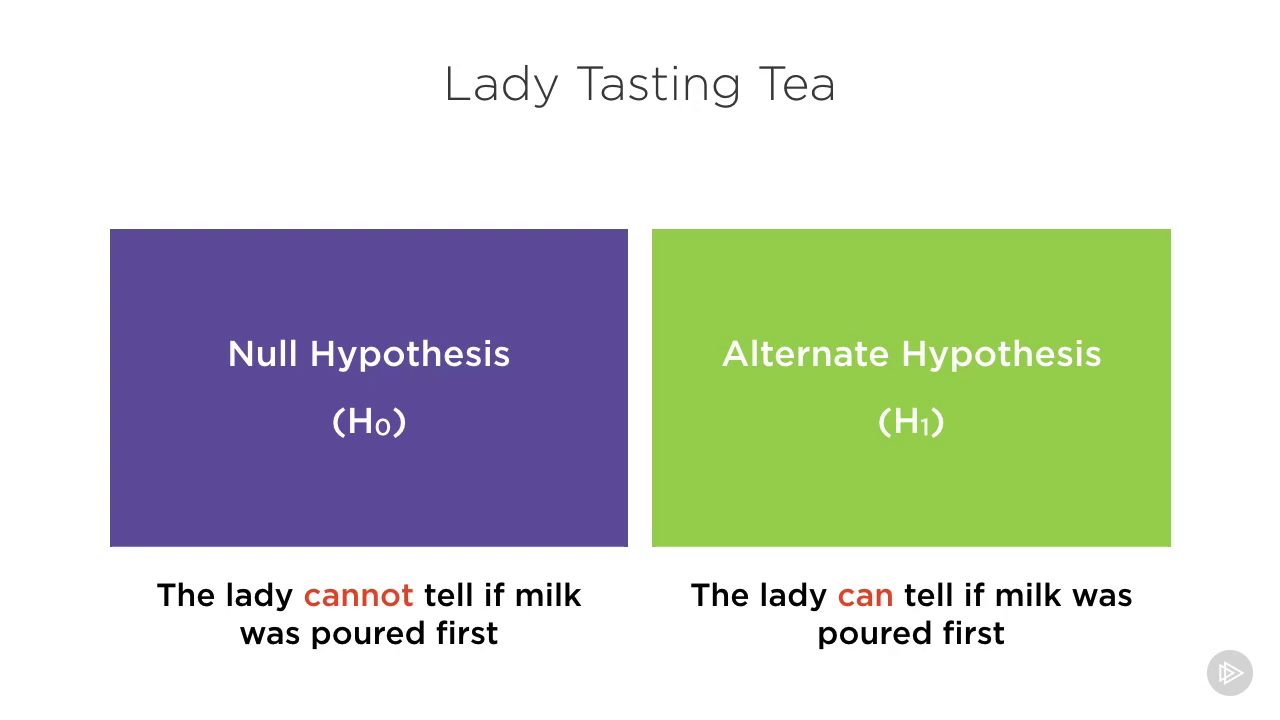 Lady Tasting Tea
Null Hypothesis
(H₀)
Alternate Hypothesis
(H₁)
The lady cannot tell if milk
was poured first
The lady can tell if milk was
poured first